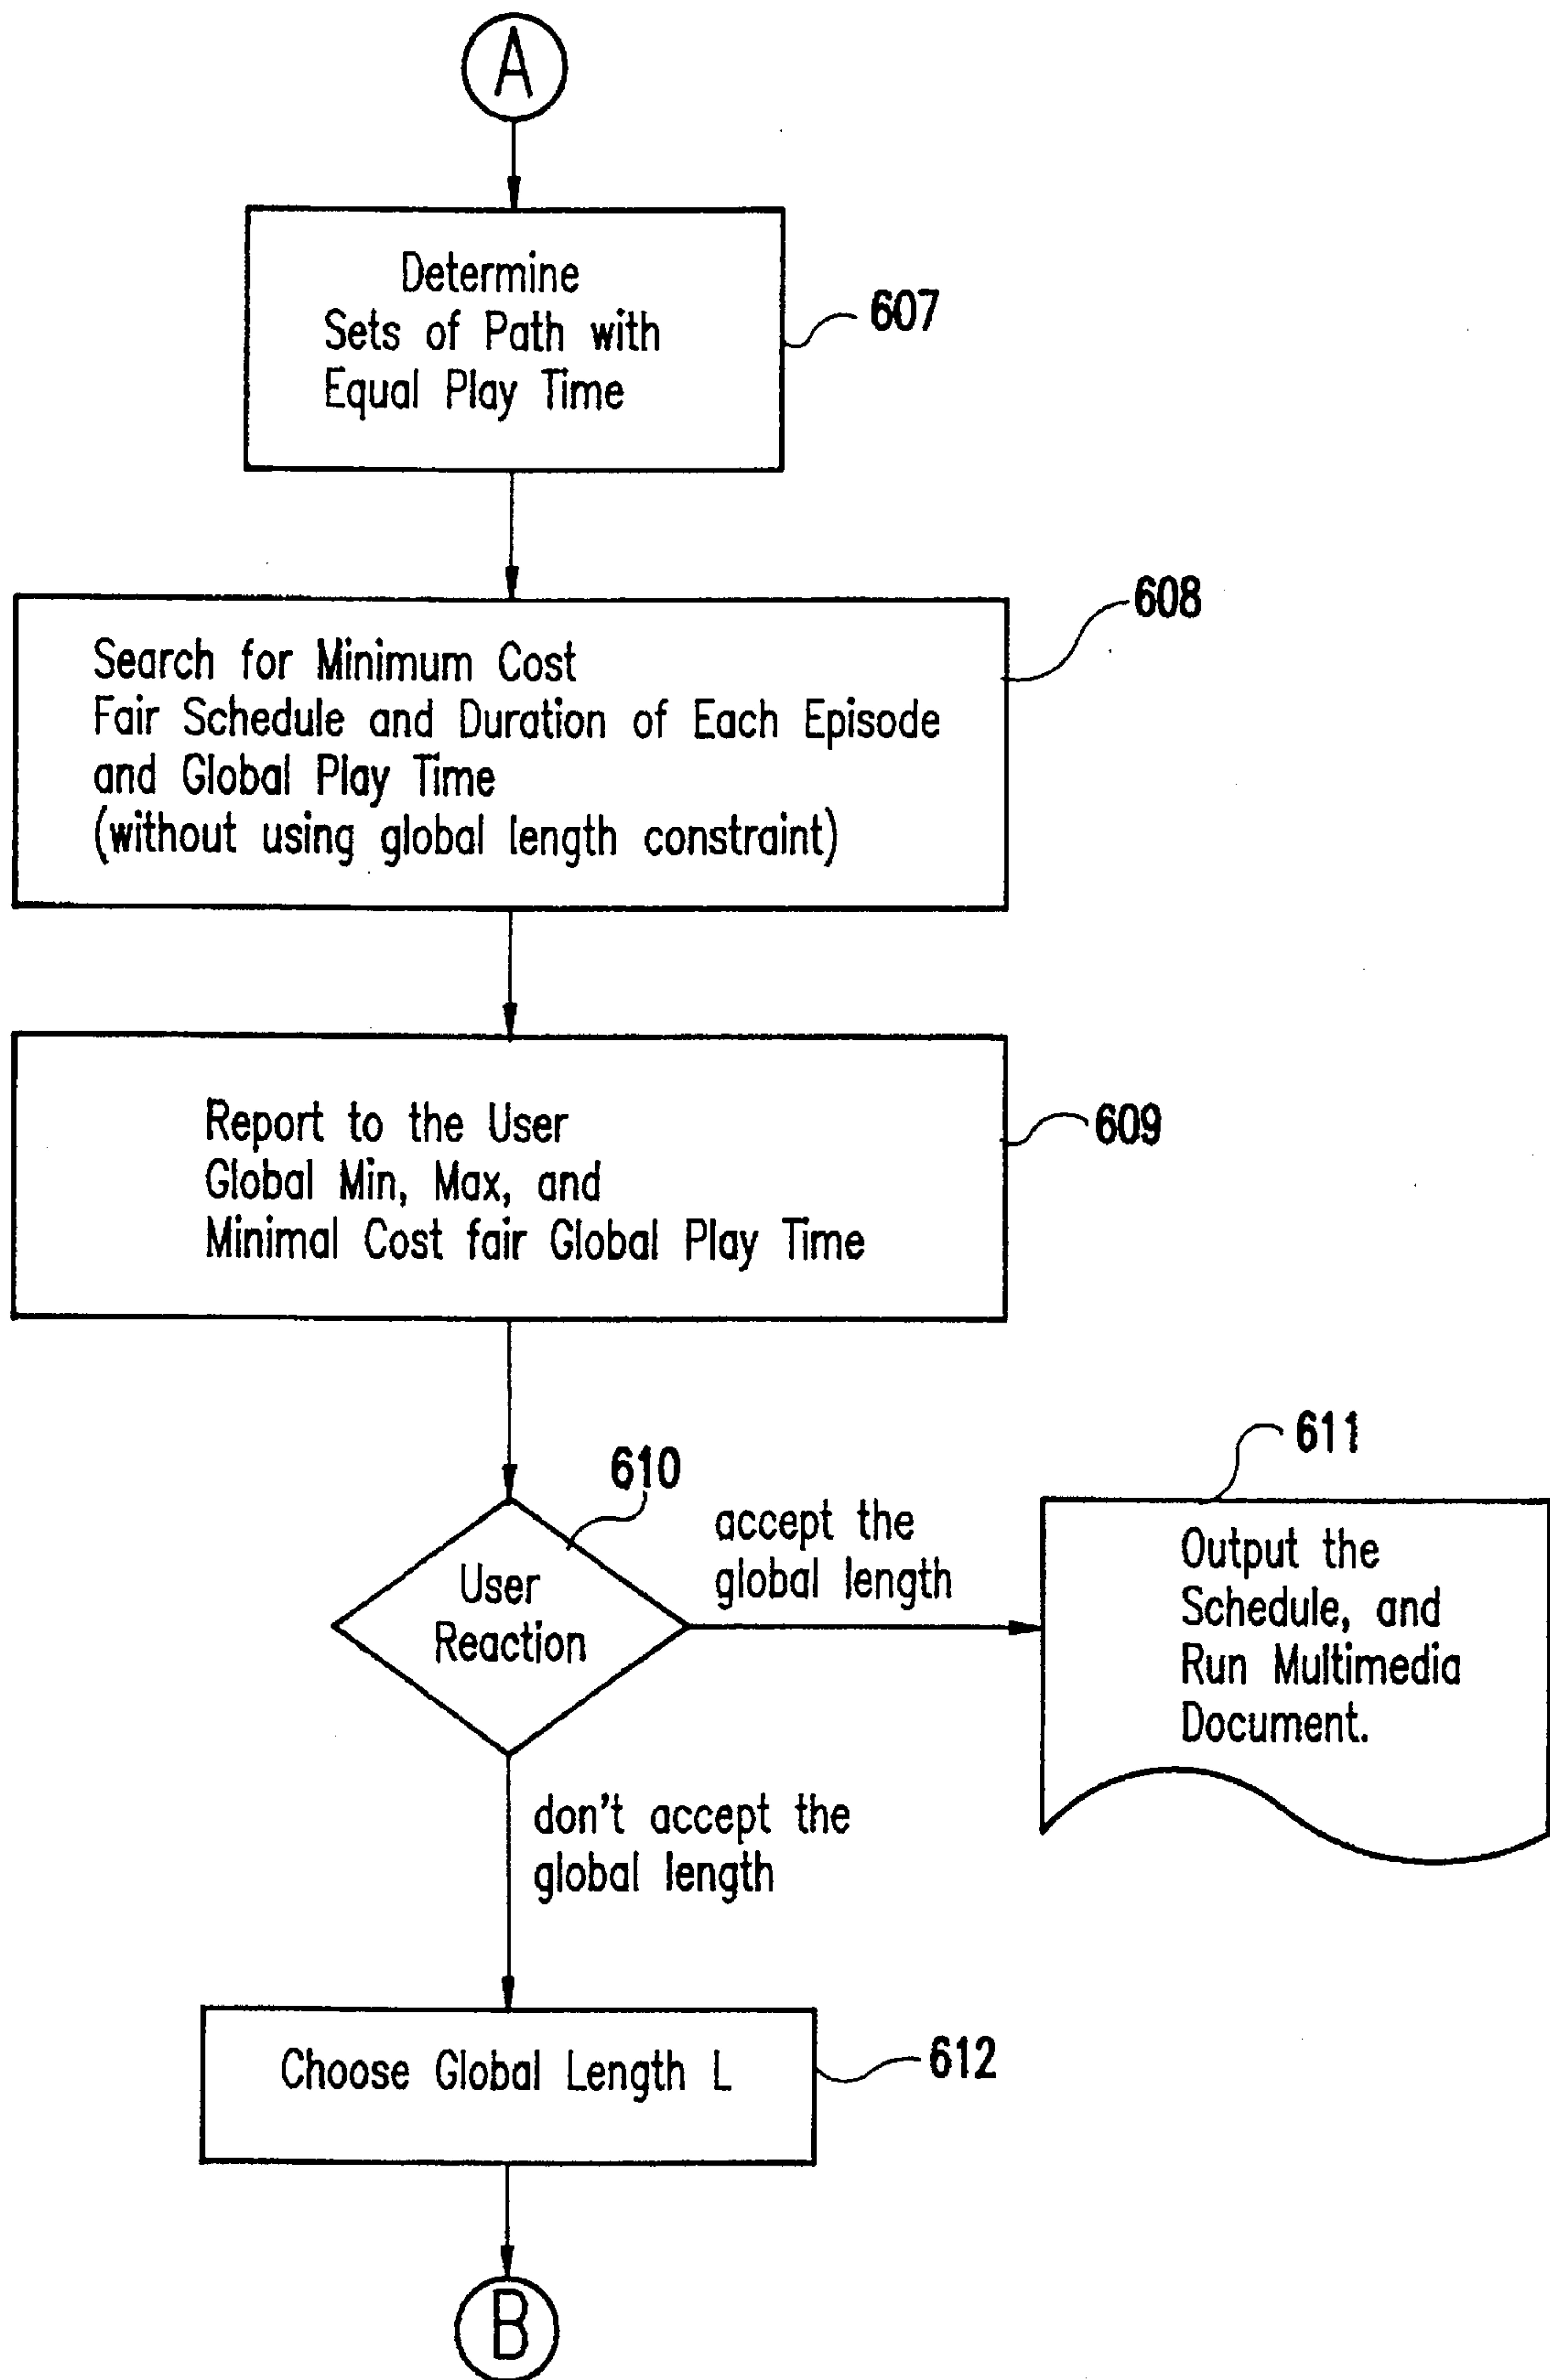 A
Determine
Sets of Path with
Equal Play Time
607
608
Search for Minimum Cost
Fair Schedule and Duration of Each Episode
and Global Play Time
(without using global length constraint)
Report to the User
Global Min, Max, and
Minimal Cost fair Global Play Time
609
610
User
Reaction
accept the
global length
611
Output the
Schedule, and
Run Multimedia
Document.
don't accept the
global length
Choose Global Length L
612
B